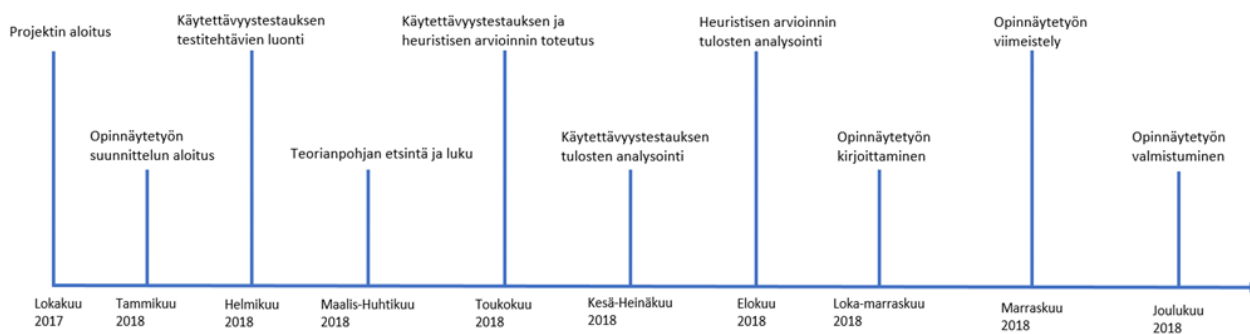 Projektin aloitus
Käytettävyystestauksen
testitehtävien luonti
Käytettävyystestauksen ja
heuristisen arvioinnin toteutus
Heuristisen arvioinnin
tulosten analysointi
Opinnäytetyön
viimeistely
Opinnäytetyön
suunnittelun aloitus
Teorianpohjan etsintä ja luku
Käytettävyystestauksen
tulosten analysointi
Opinnäytetyön
kirjoittaminen
Opinnäytetyön
valmistuminen
Lokakuu
2017
Tammikuu
2018
Helmikuu
2018
Maalis-Huhtikuu
2018
Toukokuu
2018
Kesä-Heinäkuu
2018
Elokuu
2018
Loka-marraskuu
2018
Marraskuu
2018
Joulukuu
2018